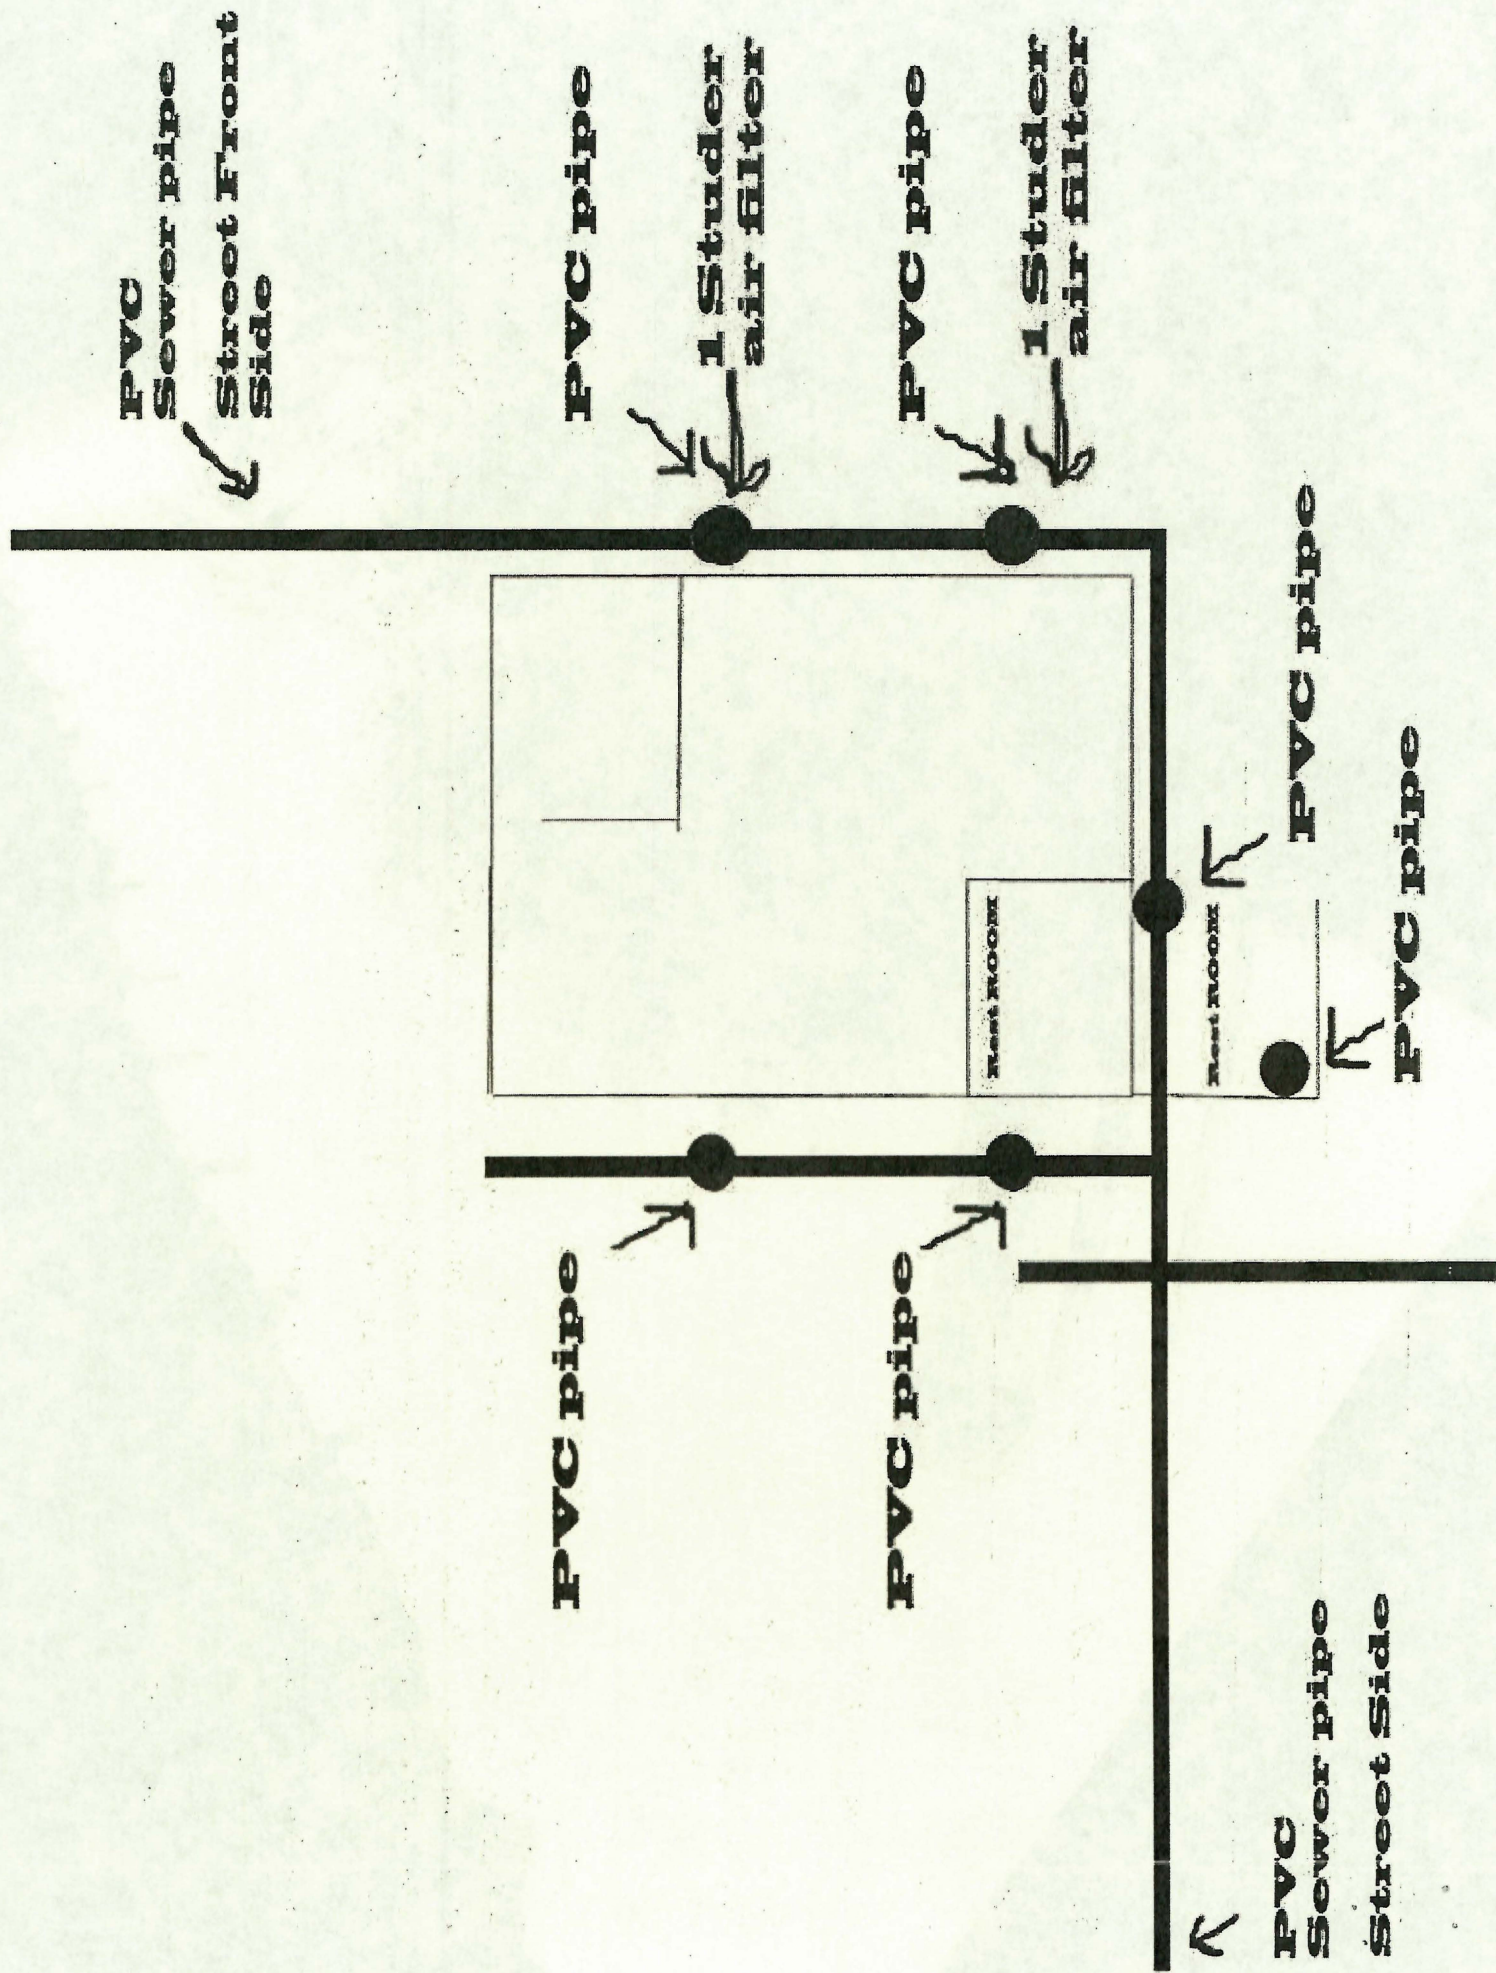 PVC
Sewer pipe
Street Front
Side
PVC pipe
1 Studer
air filter
PVC pipe
1 Studer
air filter
PVC pipe
PVC pipe
Rest ROOM
Rest ROOM
PVC pipe
PVC pipe
PVC
Sewer pipe
Street Side